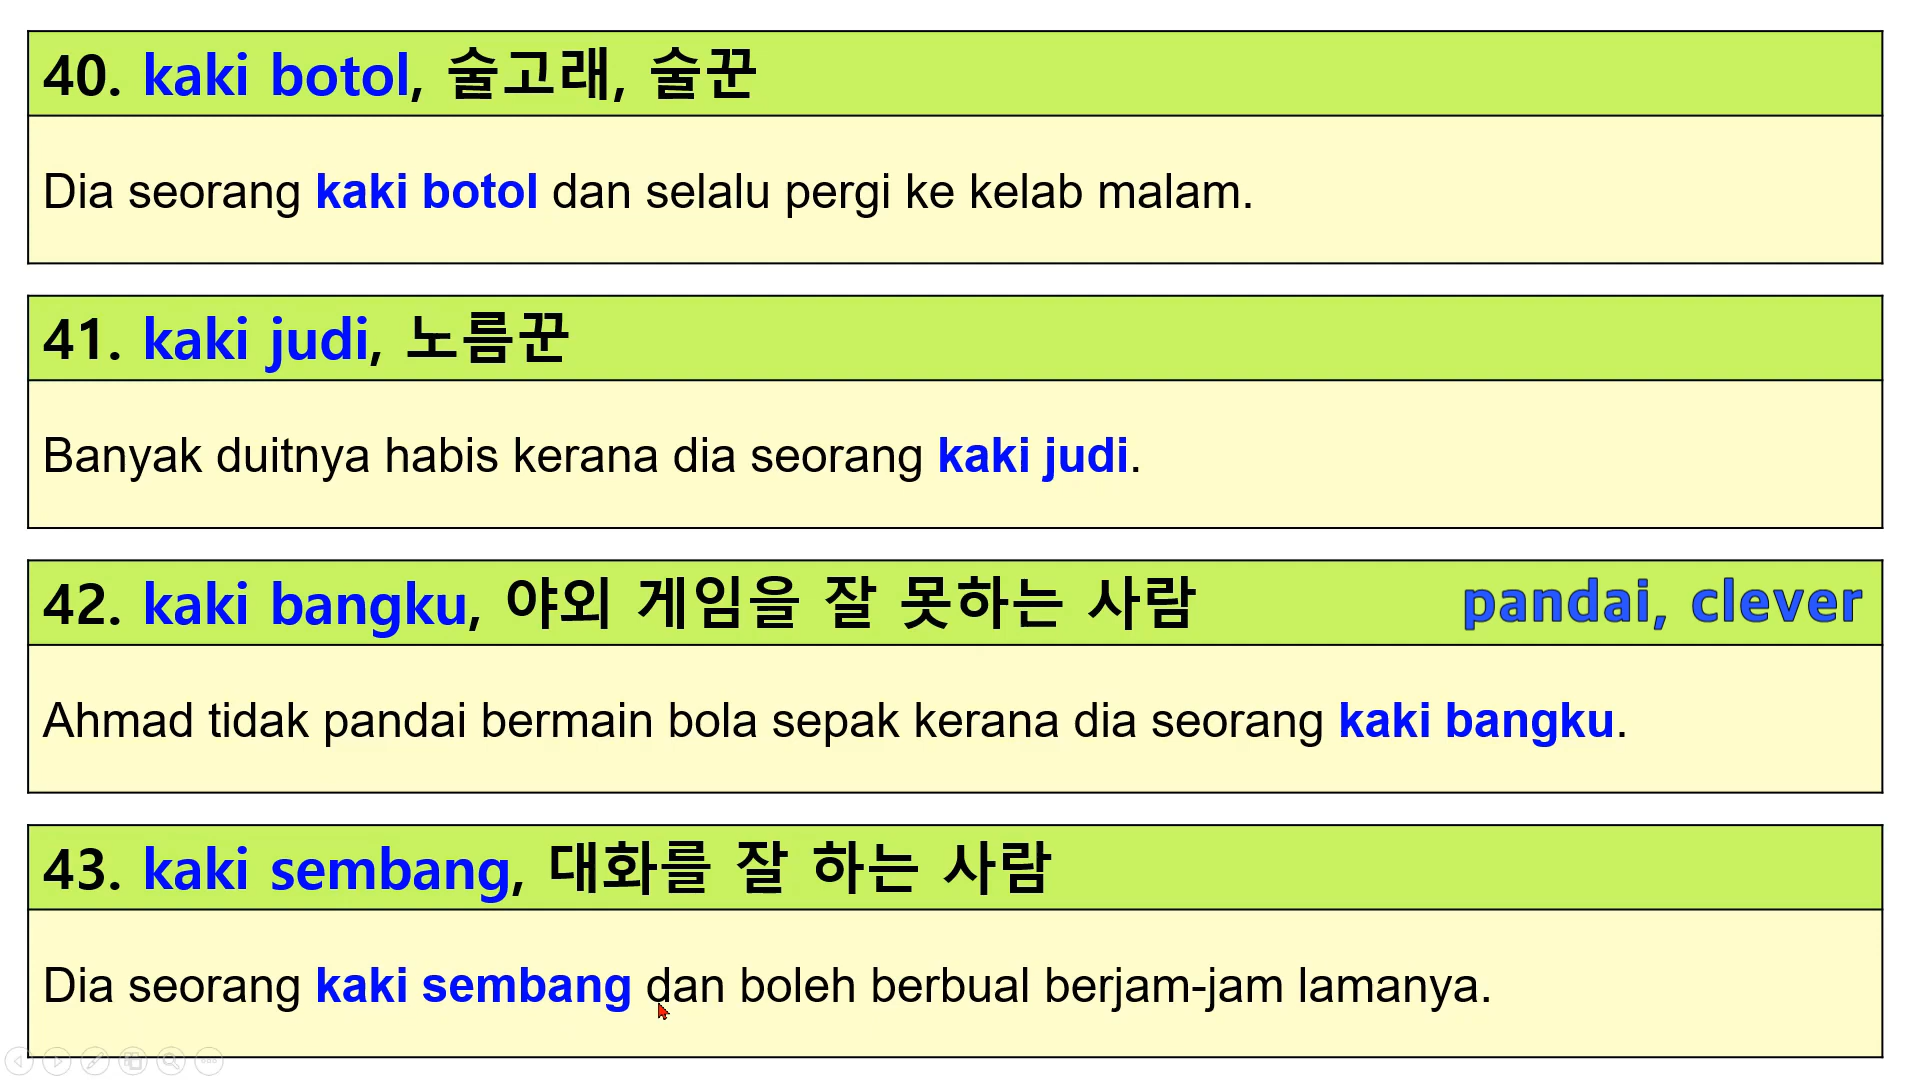 40. kaki botol, 술고래, 술꾼
Dia seorang kaki botol dan selalu pergi ke kelab malam.
41. kaki judi, 노름꾼
Banyak duitnya habis kerana dia seorang kaki judi.
42. kaki bangku, 야외 게임을 잘 못하는 사람 pandai, clever
Ahmad tidak pandai bermain bola sepak kerana dia seorang kaki bangku.
43. kaki sembang, 대화를 잘 하는 사람
Dia seorang kaki sembang dan boleh berbual berjam-jam lamanya.